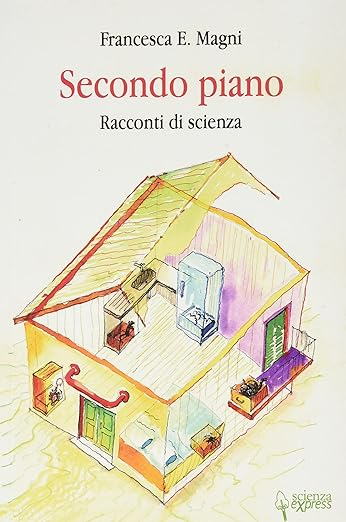 Francesca E. Magni
Secondo piano
Racconti di scienza
scienza
express